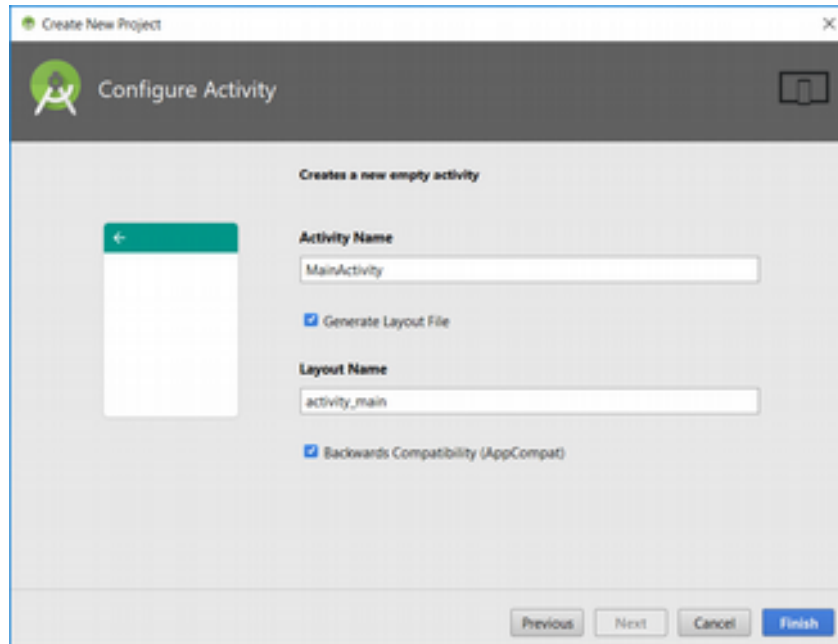 Create New Project
Configure Activity
Creates a new empty activity
Activity Name
MainActivity
Generate Layout File
Layout Name
activity_main
Backwards Compatibility (AppCompat)
Previous
Next
Cancel
Finish